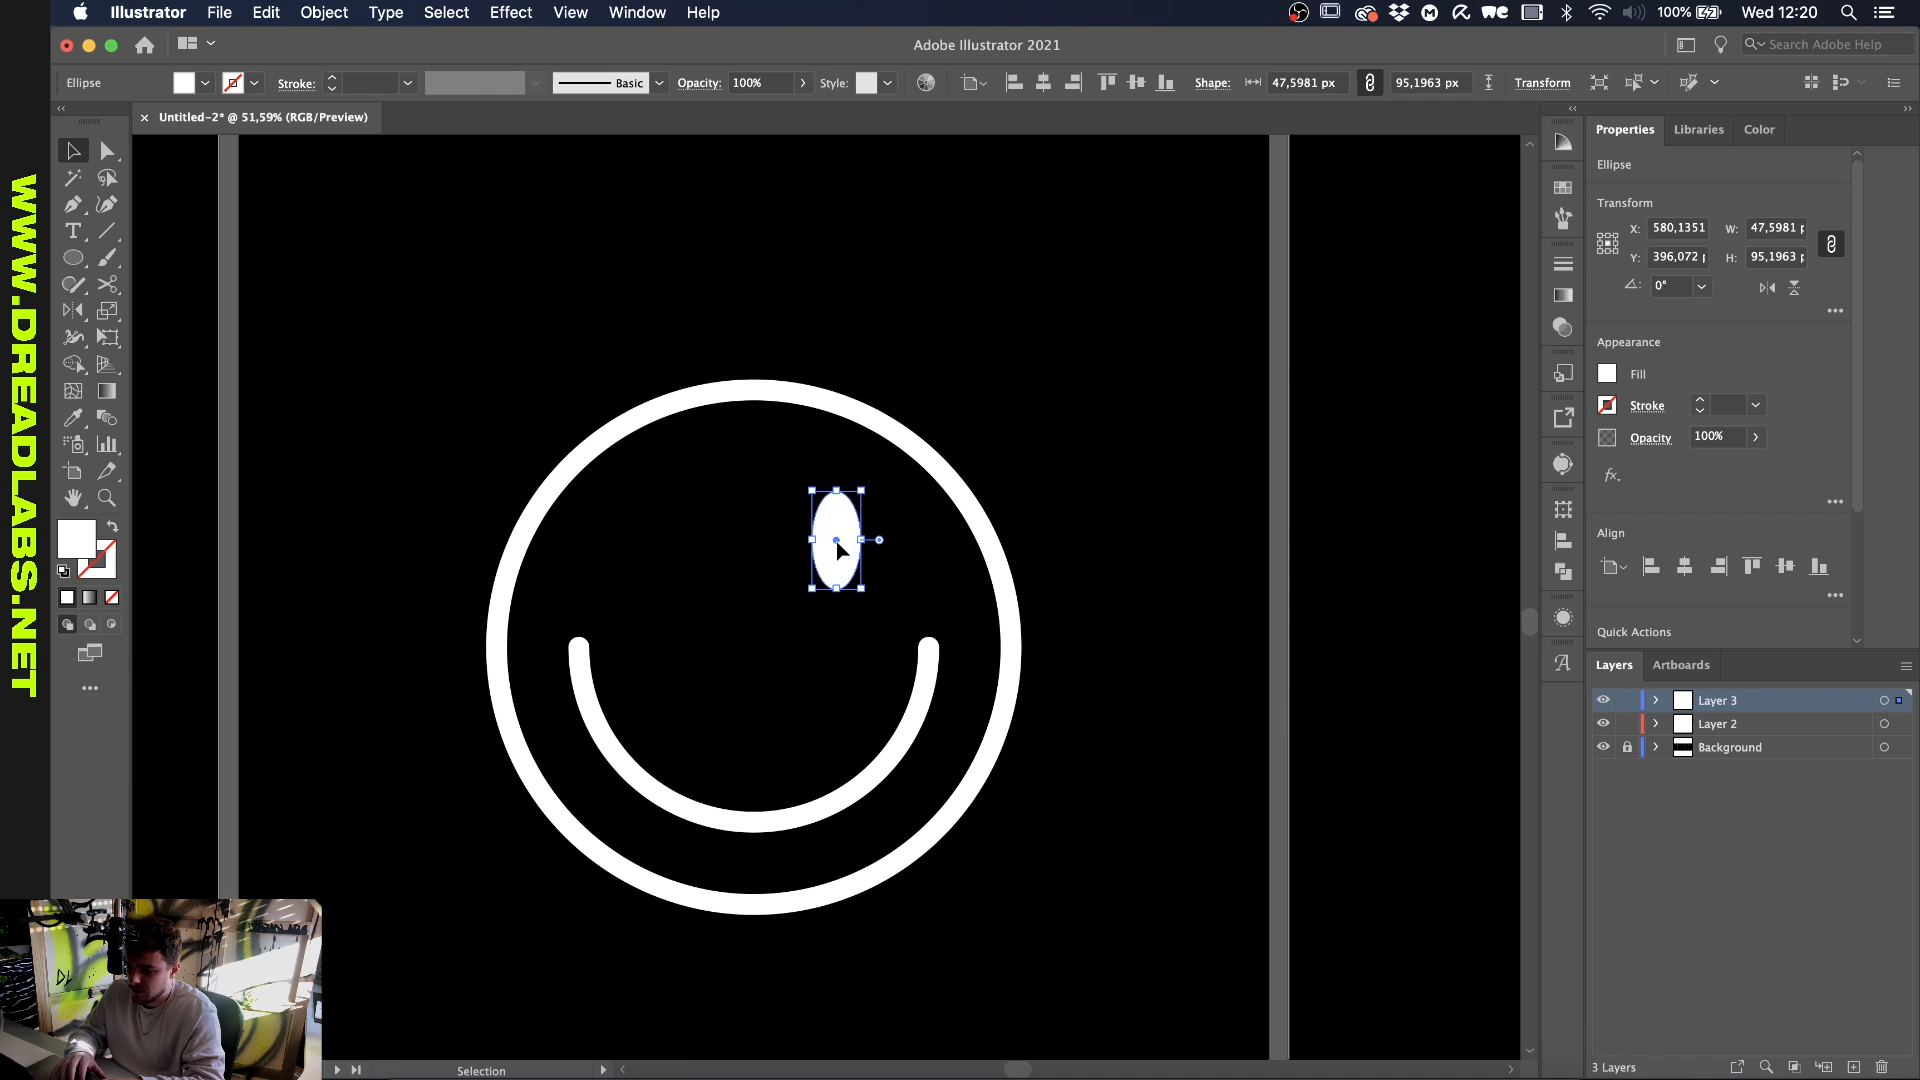 Illustrator File Edit Object Type Select Effect View Window Help
100% Wed 12:20
Adobe Illustrator 2021
Search Adobe Help
Ellipse
Stroke:
Basic
Opacity: 100%
Style:
Shape: 47,5981 px
95,1963 px
Transform
Untitled-2* @ 51,59% (RGB/Preview)
WWW.DREADLABS.NET
Properties Libraries Color
Ellipse
Transform
X: 580,1351 W: 47,5981 p
Y: 396,072 p H: 95,1963 p
0°
Appearance
Fill
Stroke
Opacity 100%
fx.
Align
Quick Actions
Layers Artboards
Layer 3
Layer 2
Background
3 Layers
Selection